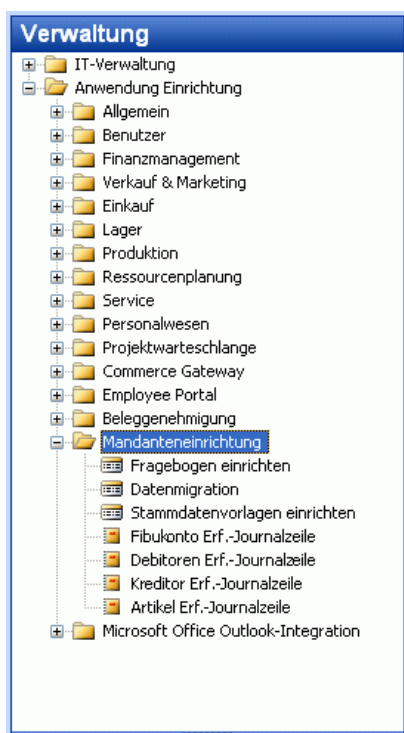 Verwaltung
IT-Verwaltung
Anwendung Einrichtung
Allgemein
Benutzer
Finanzmanagement
Verkauf & Marketing
Einkauf
Lager
Produktion
Ressourcenplanung
Service
Personalwesen
Projektwarteschlange
Commerce Gateway
Employee Portal
Beleggenehmigung
Mandanteneinrichtung
Fragebogen einrichten
Datenmigration
Stammdatenvorlagen einrichten
Fibukonto Erf.-Journalzeile
Debitoren Erf.-Journalzeile
Kreditor Erf.-Journalzeile
Artikel Erf.-Journalzeile
Microsoft Office Outlook-Integration